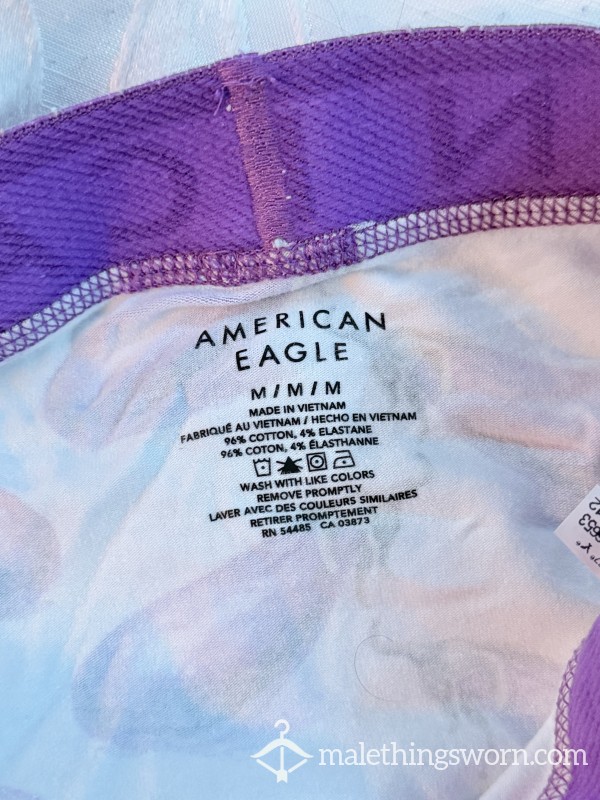 AMERICAN
EAGLE
M / M / M
MADE IN VIETNAM
FABRIQUÉ AU VIETNAM / HECHO EN VIETNAM
96% COTTON, 4% ELASTANE
96% COTON, 4% ÉLASTHANNE
WASH WITH LIKE COLORS
REMOVE PROMPTLY
LAVER AVEC DES COULEURS SIMILAIRES
RETIRER PROMPTEMENT
RN 54485 CA 03873
malethingsworn.com